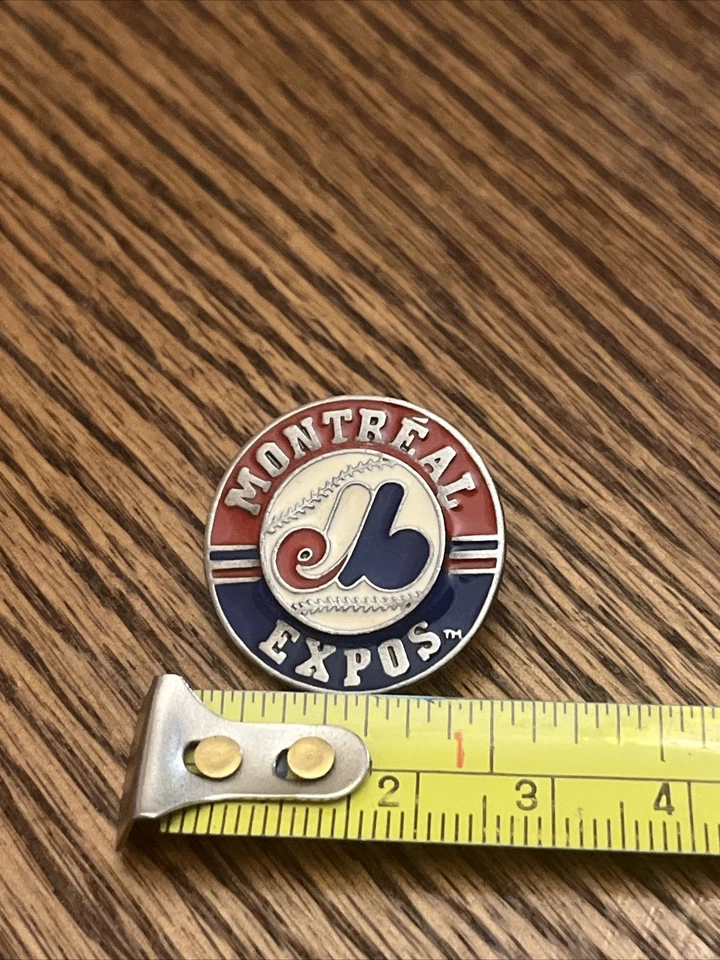 MONTRÉAL
EXPOS™
1
2 3 4